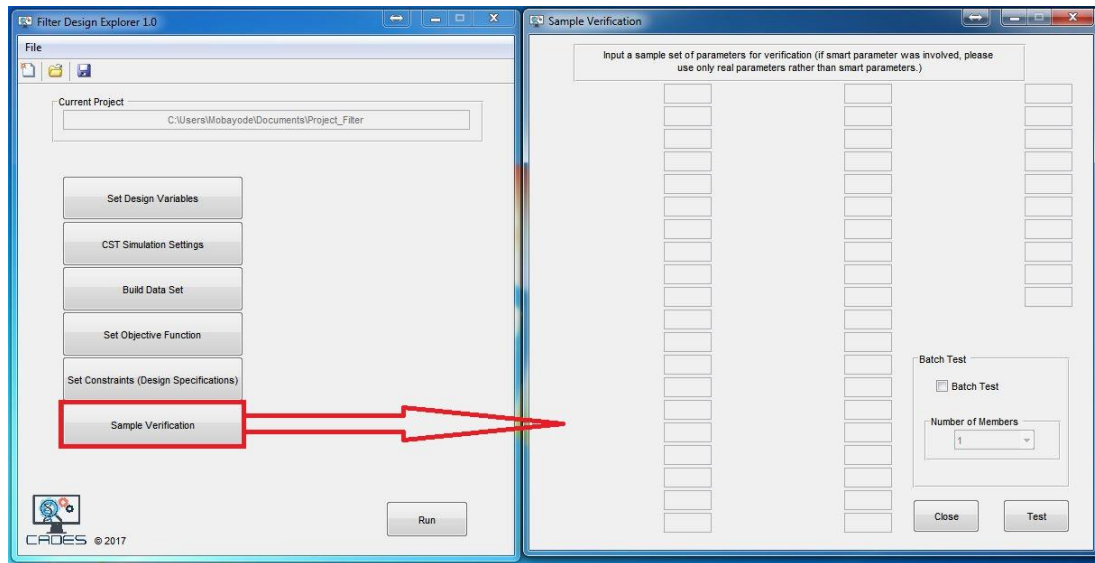 Filter Design Explorer 1.0
File
Current Project
C:\Users\Mobayode\Documents\Project_Filter
Set Design Variables
CST Simulation Settings
Build Data Set
Set Objective Function
Set Constraints (Design Specifications)
Sample Verification
Run
CADES © 2017
Sample Verification
Input a sample set of parameters for verification (if smart parameter was involved, please
use only real parameters rather than smart parameters.)
Batch Test
Batch Test
Number of Members
1
Close
Test